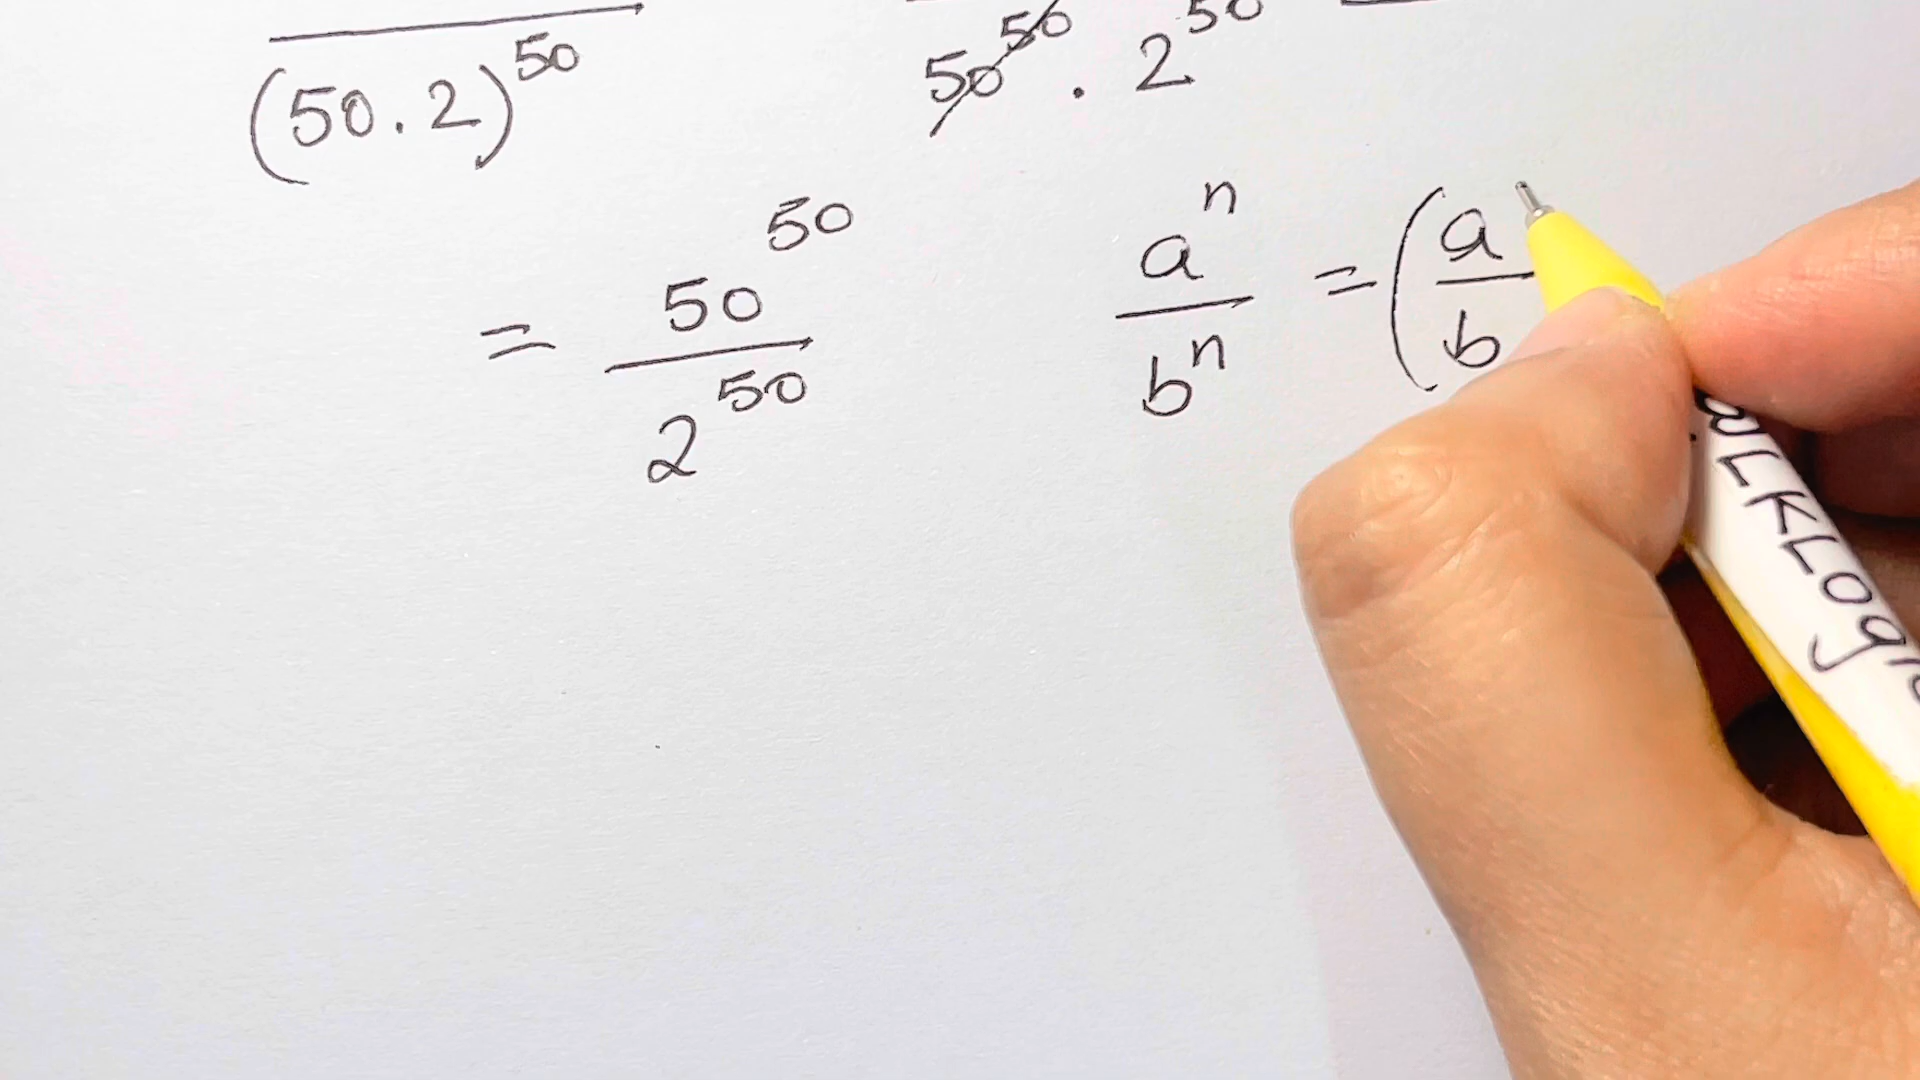 (50.2)^50 50^50 . 2^50
= 50^50 / 2^50 a^n / b^n = (a / b